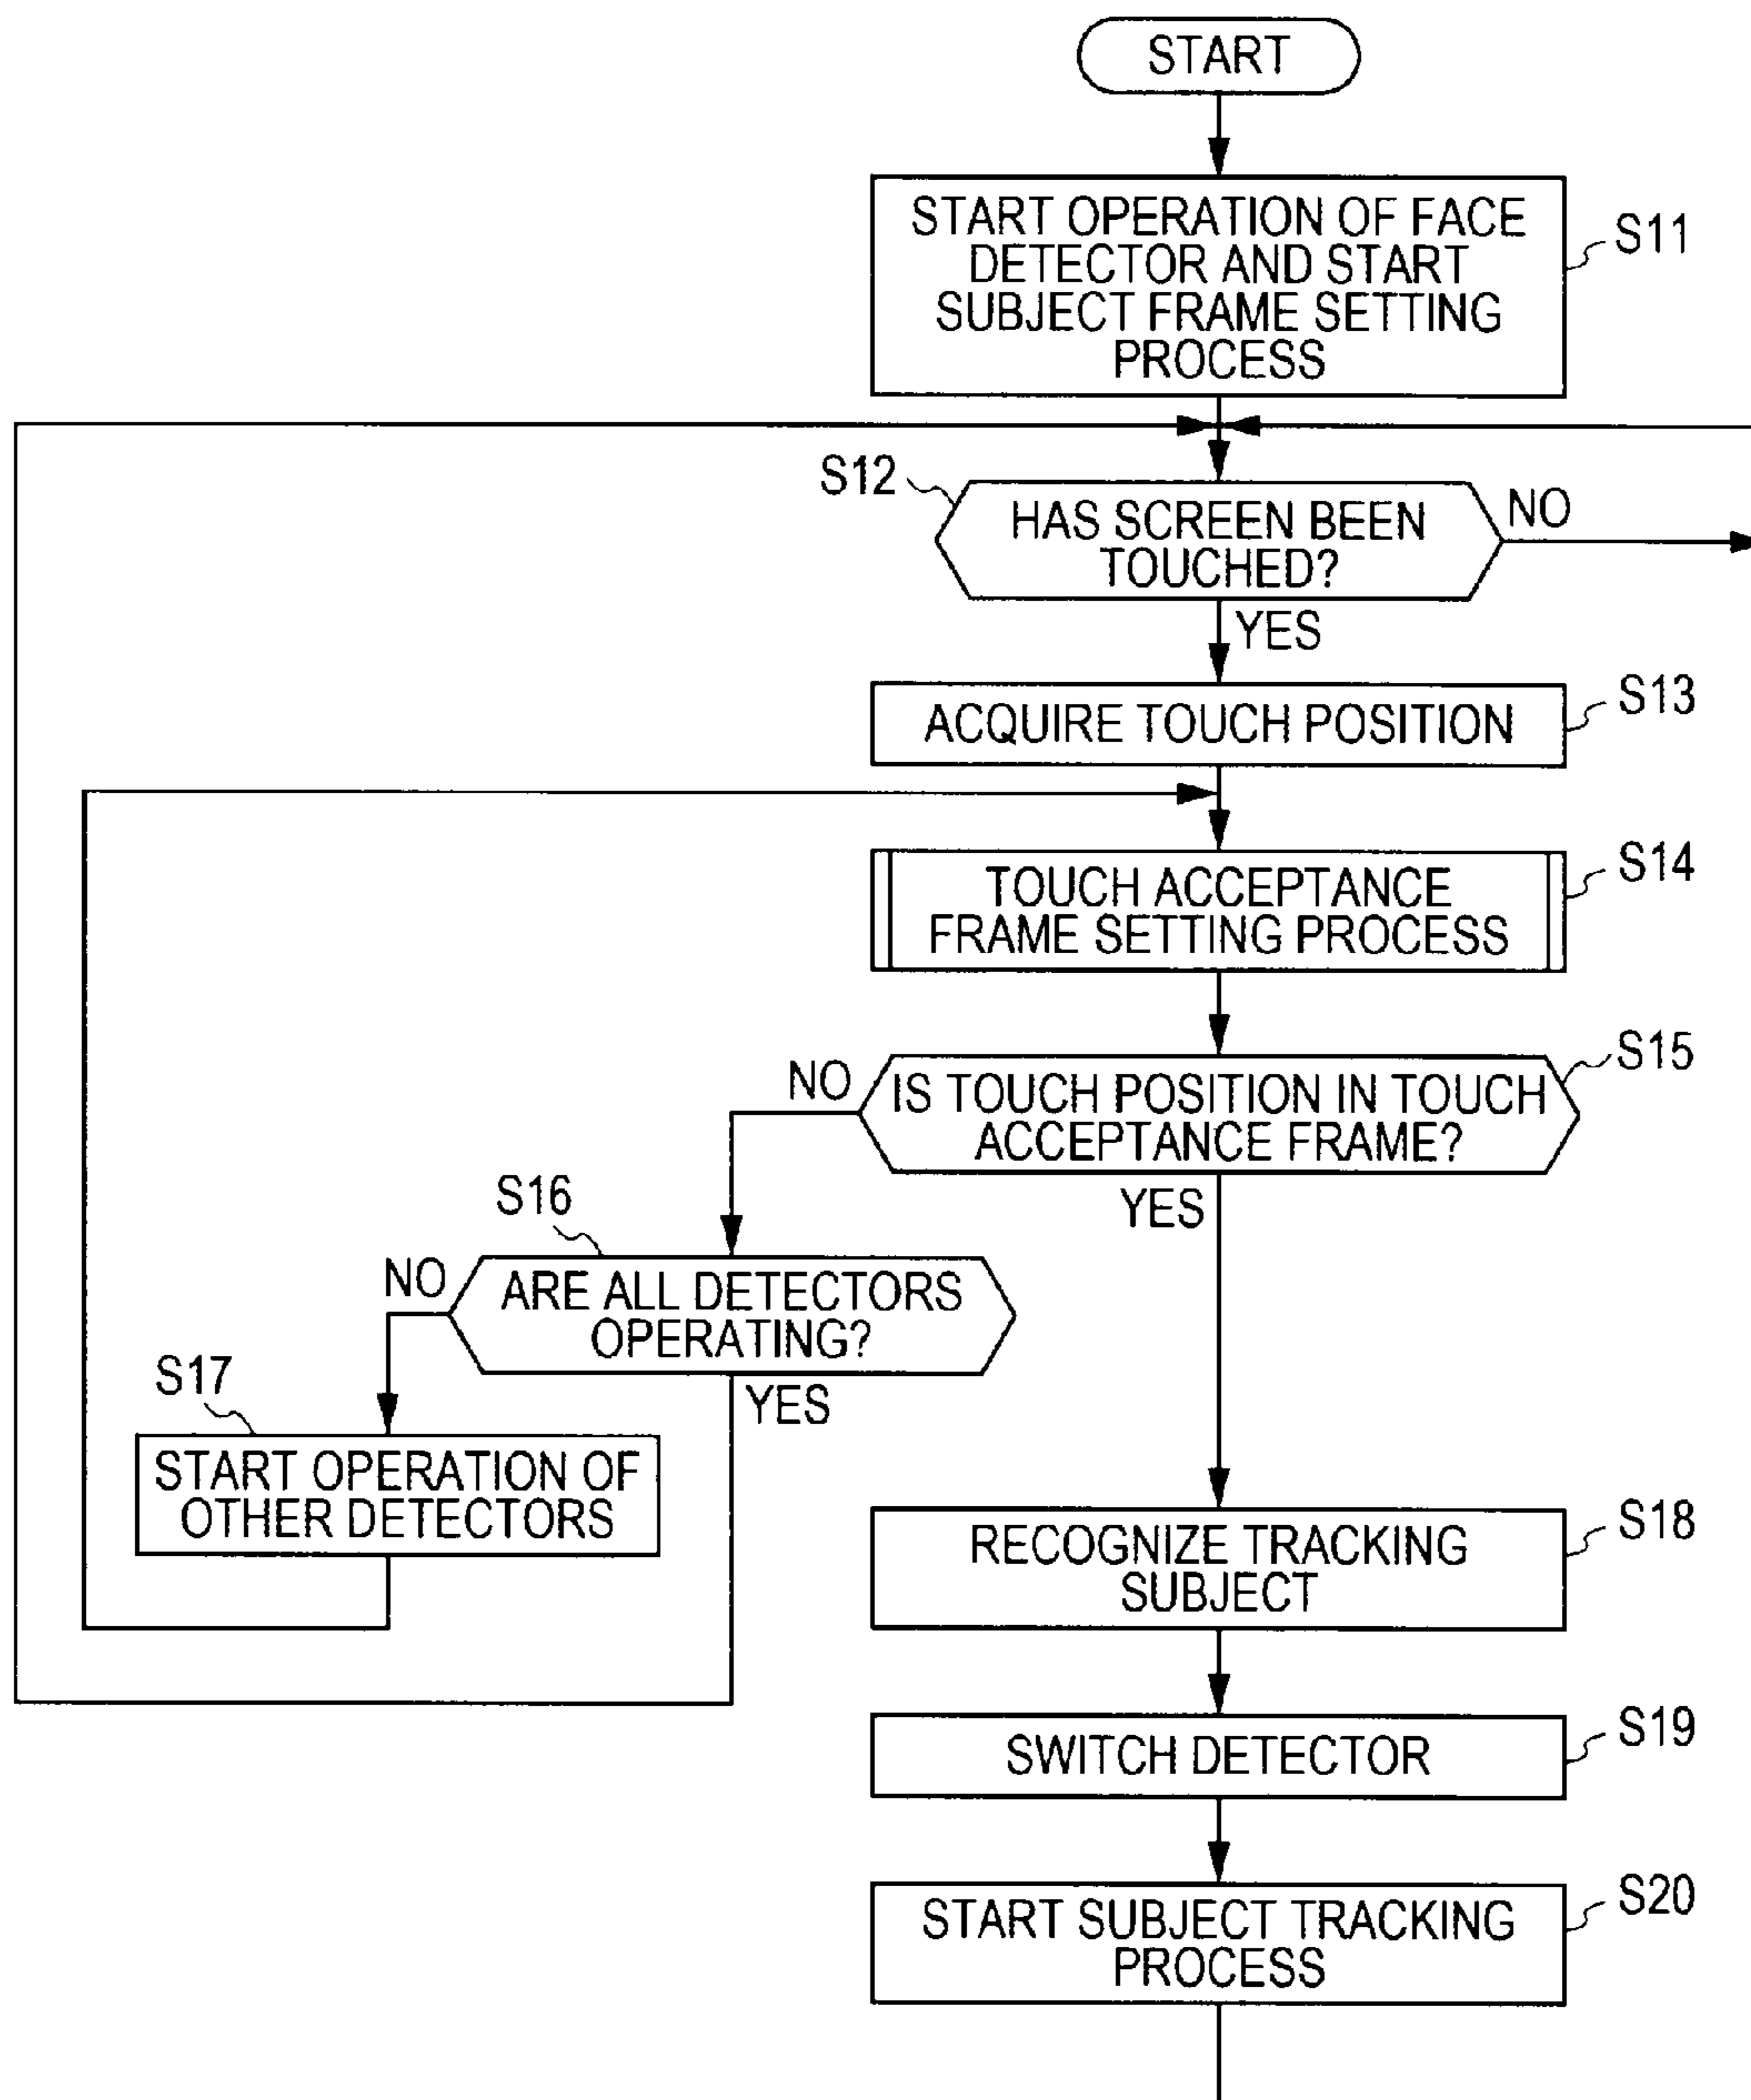 START
START OPERATION OF FACE
DETECTOR AND START
SUBJECT FRAME SETTING
PROCESS
S11
S12
HAS SCREEN BEEN
TOUCHED?
NO
YES
ACQUIRE TOUCH POSITION
S13
TOUCH ACCEPTANCE
FRAME SETTING PROCESS
S14
IS TOUCH POSITION IN TOUCH
ACCEPTANCE FRAME?
S15
NO
YES
S16
ARE ALL DETECTORS
OPERATING?
NO
YES
S17
START OPERATION OF
OTHER DETECTORS
RECOGNIZE TRACKING
SUBJECT
S18
SWITCH DETECTOR
S19
START SUBJECT TRACKING
PROCESS
S20